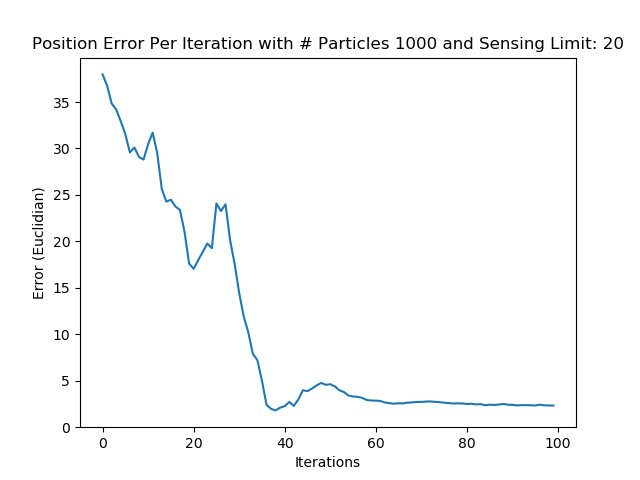 Position Error Per Iteration with # Particles 1000 and Sensing Limit: 20
Error (Euclidian)
35
30
25
20
15
10
5
0
0 20 40 60 80 100
Iterations